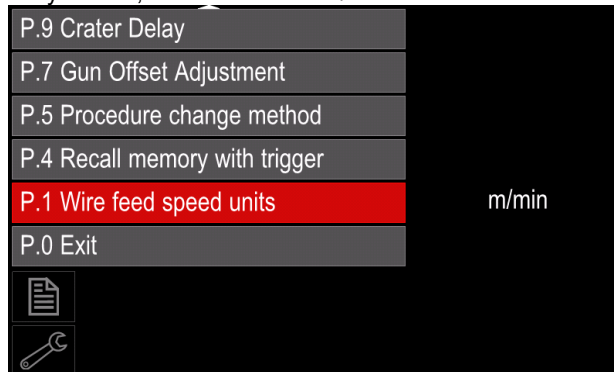 P.9 Crater Delay
P.7 Gun Offset Adjustment
P.5 Procedure change method
P.4 Recall memory with trigger
P.1 Wire feed speed units m/min
P.0 Exit